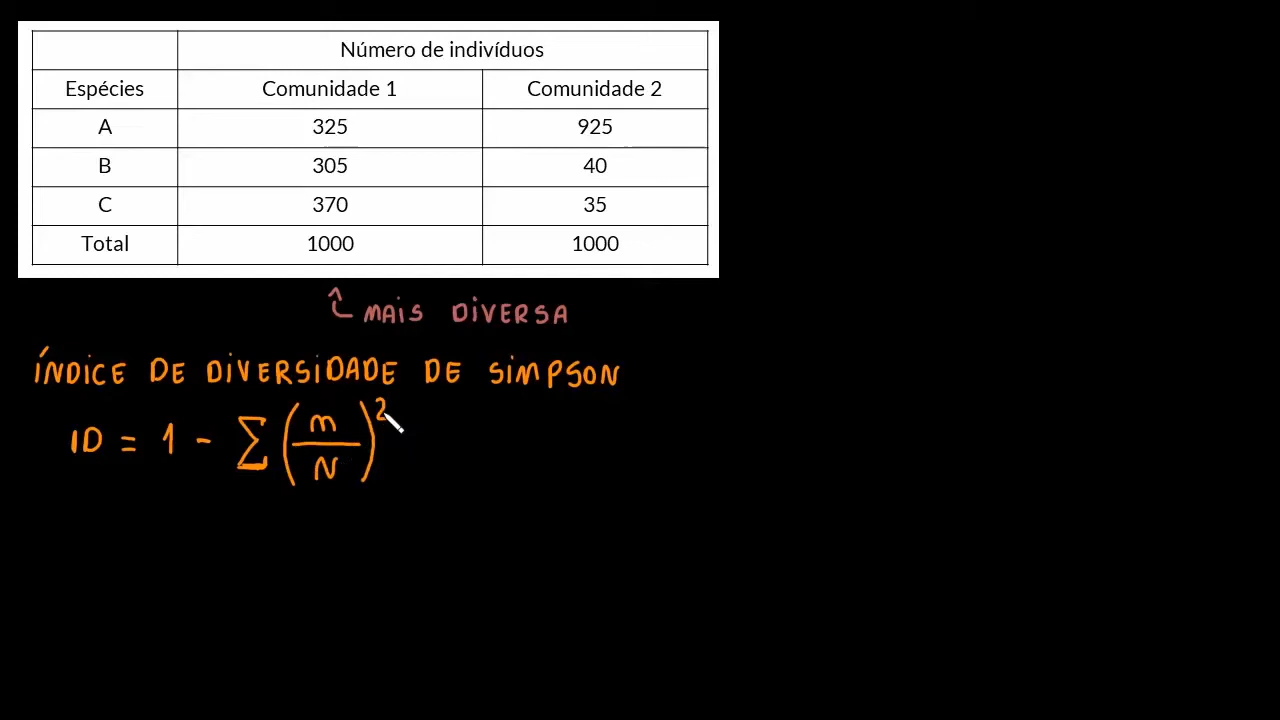 Número de indivíduos
Espécies Comunidade 1 Comunidade 2
A 325 925
B 305 40
C 370 35
Total 1000 1000
MAIS DIVERSA
ÍNDICE DE DIVERSIDADE DE SIMPSON
ID = 1 - Σ (n/N)²